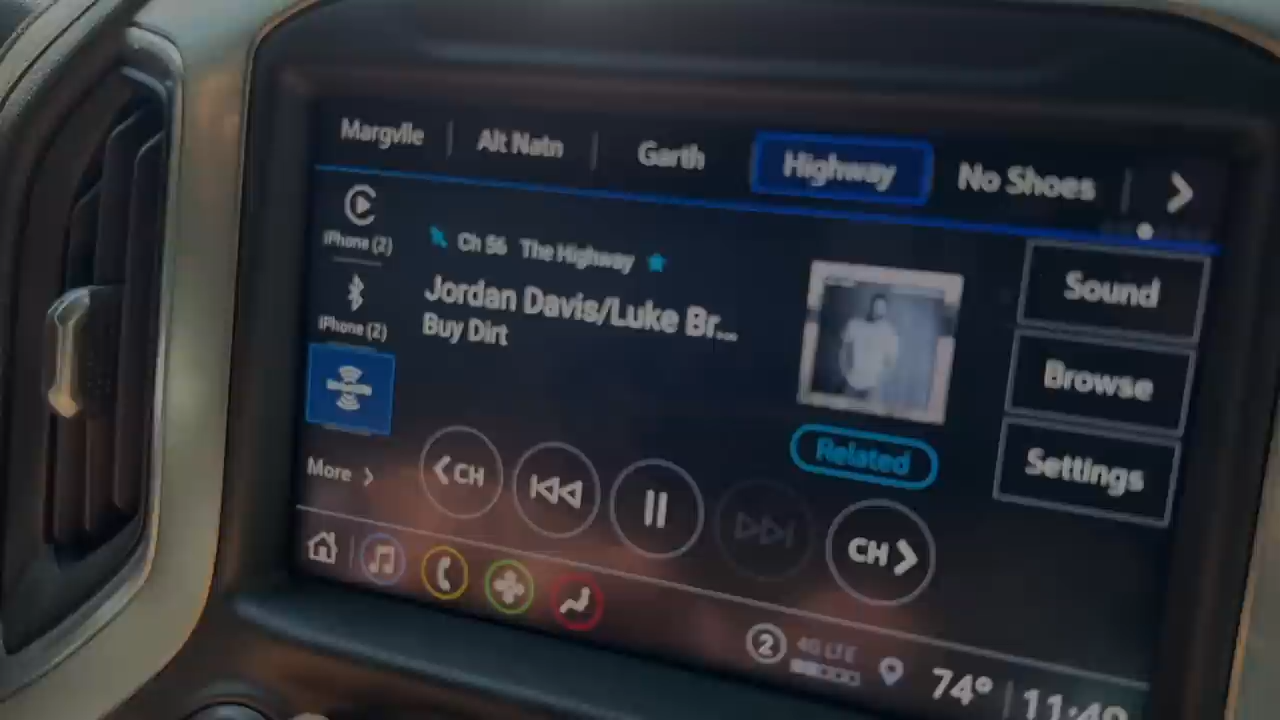 Margvlle Alt Natn Garth Highway No Shoes
iPhone (2)
Ch 56 The Highway
iPhone (2)
Jordan Davis/Luke Br...
Buy Dirt
Sound
Browse
Settings
Related
More
CH
CH
2 4G LTE 74°